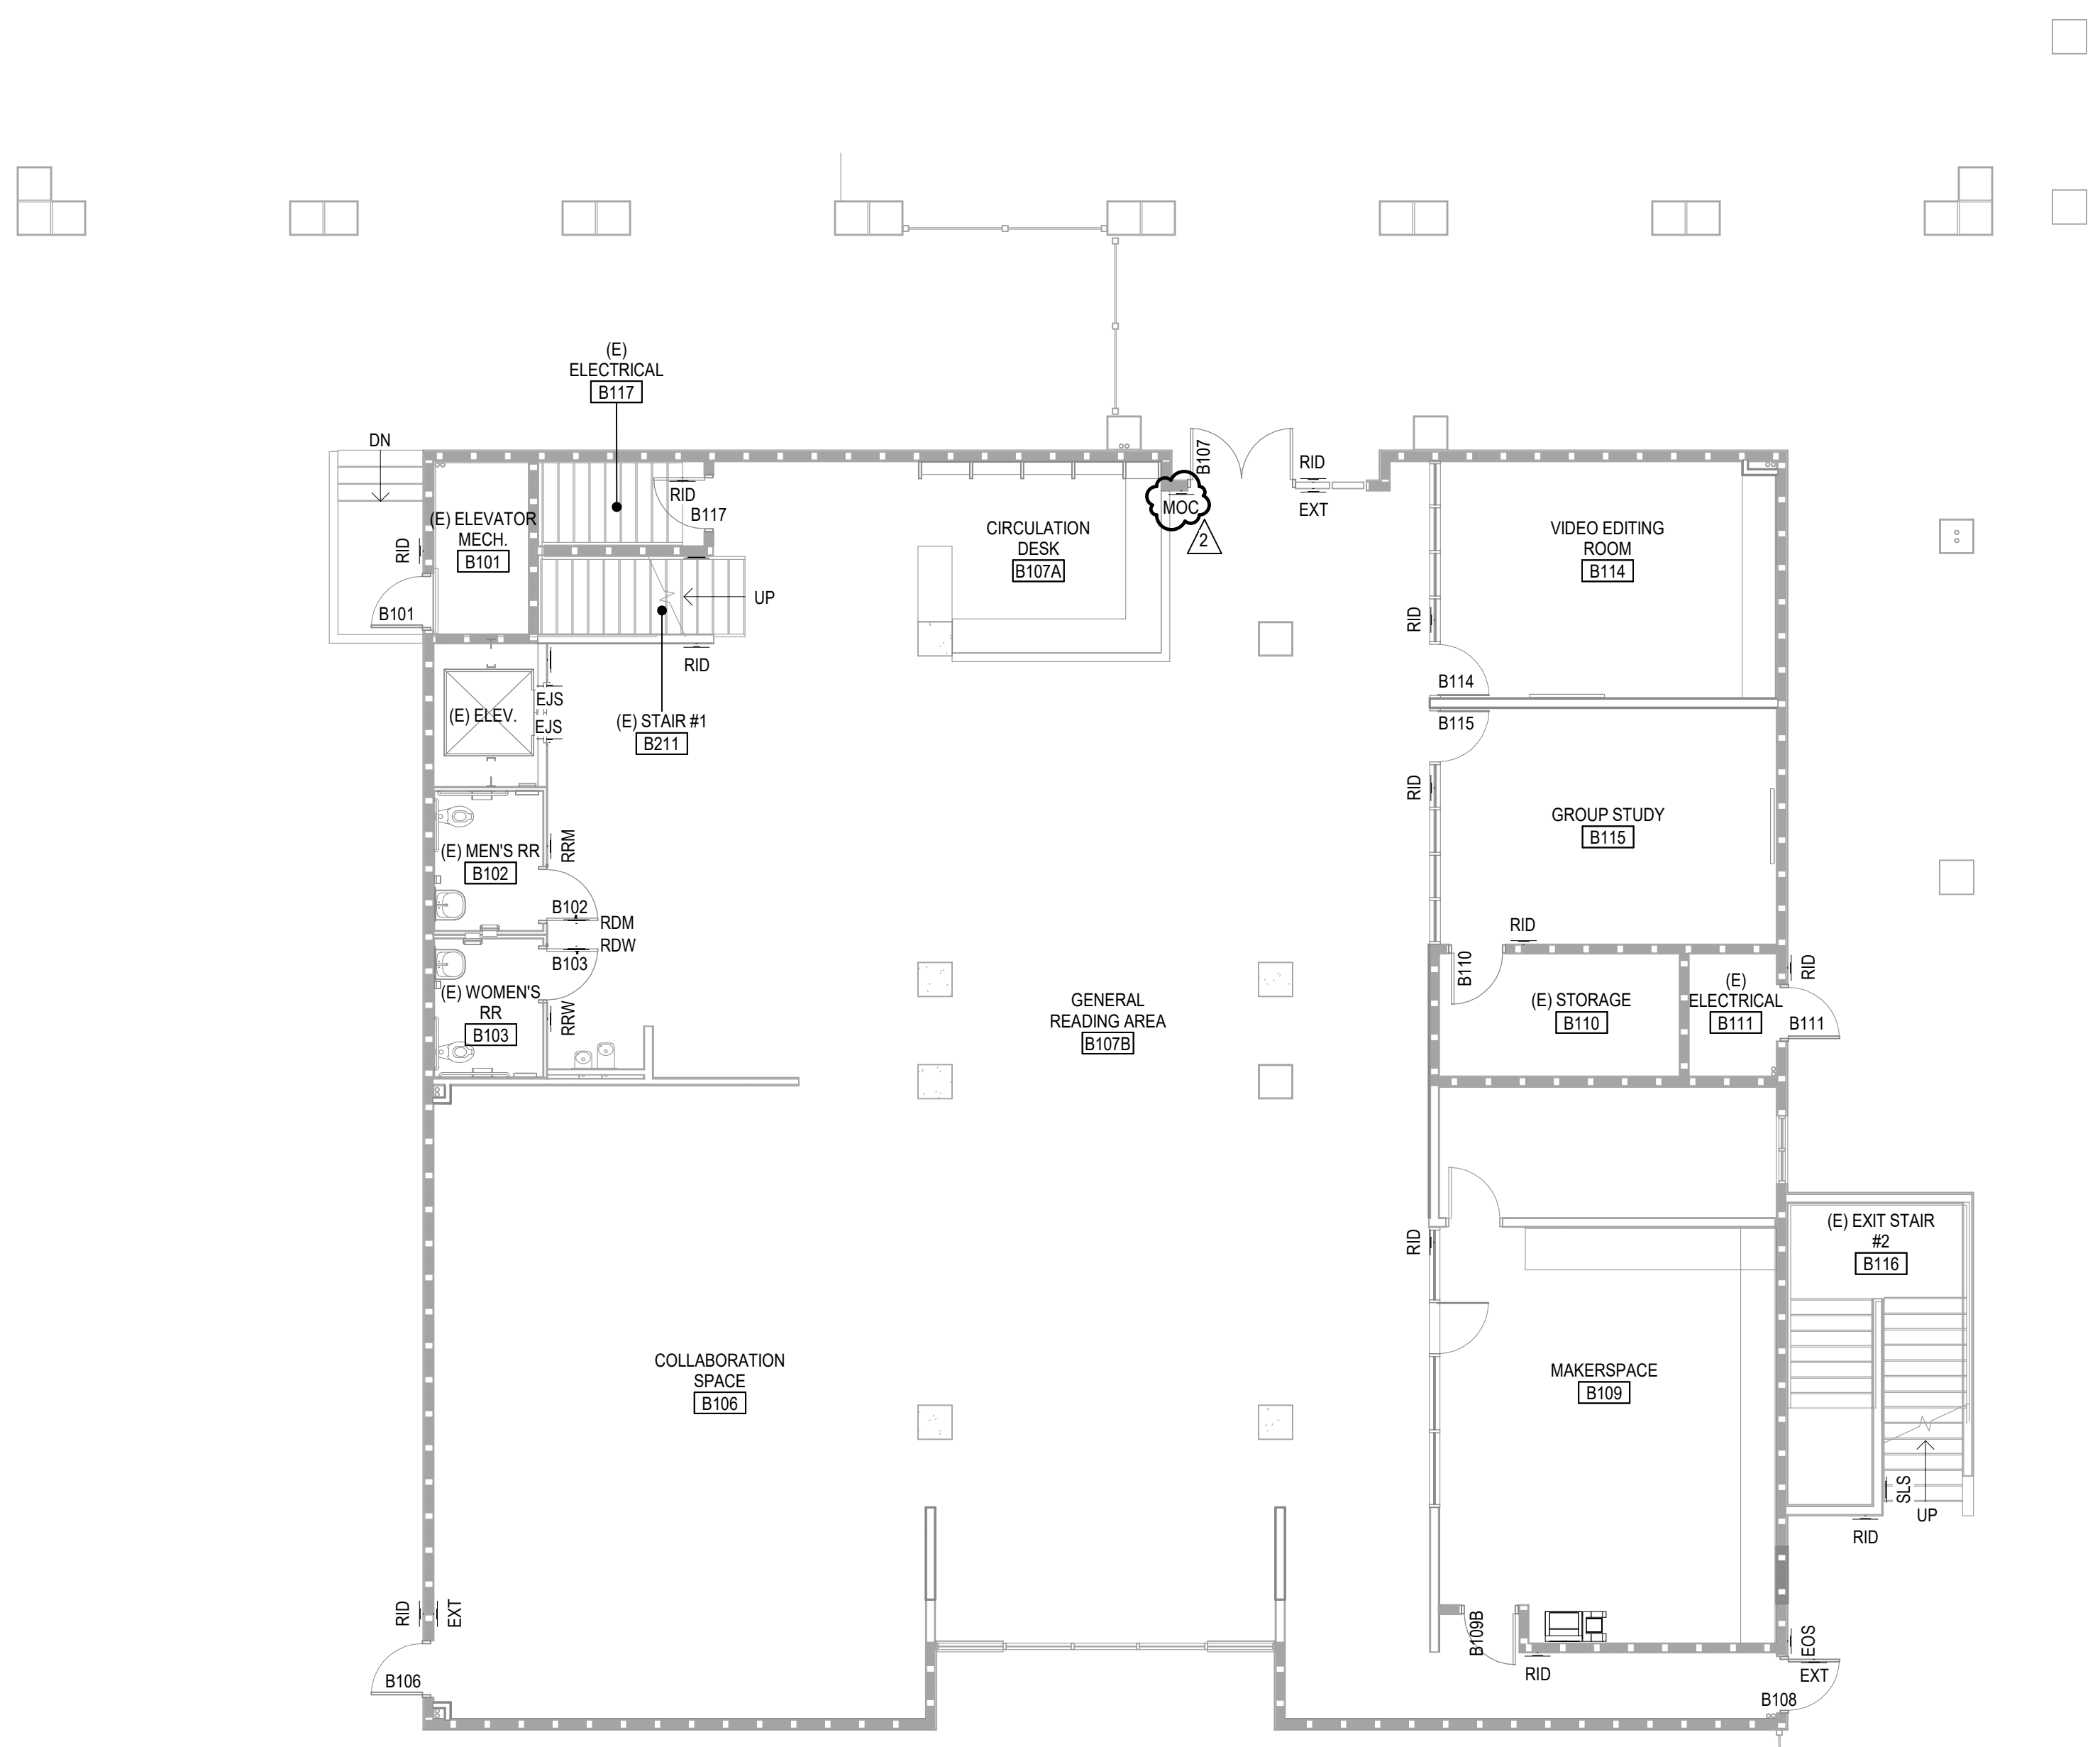 (E)
ELECTRICAL
B117
DN
B107
RID
EXT
RID
B117
MOC
2
(E) ELEVATOR
MECH.
B101
RID
B101
CIRCULATION
DESK
B107A
VIDEO EDITING
ROOM
B114
UP
RID
RID
B114
(E) ELEV.
EJS
EJS
(E) STAIR #1
B211
B115
RID
GROUP STUDY
B115
(E) MEN'S RR
B102
RRM
B102
RDM
RDW
B103
(E) WOMEN'S
RR
B103
RRW
RID
B110
(E) STORAGE
B110
(E)
ELECTRICAL
B111
RID
B111
GENERAL
READING AREA
B107B
RID
(E) EXIT STAIR
#2
B116
COLLABORATION
SPACE
B106
MAKERSPACE
B109
SLS
UP
RID
RID
EXT
B106
B109B
RID
EOS
EXT
B108